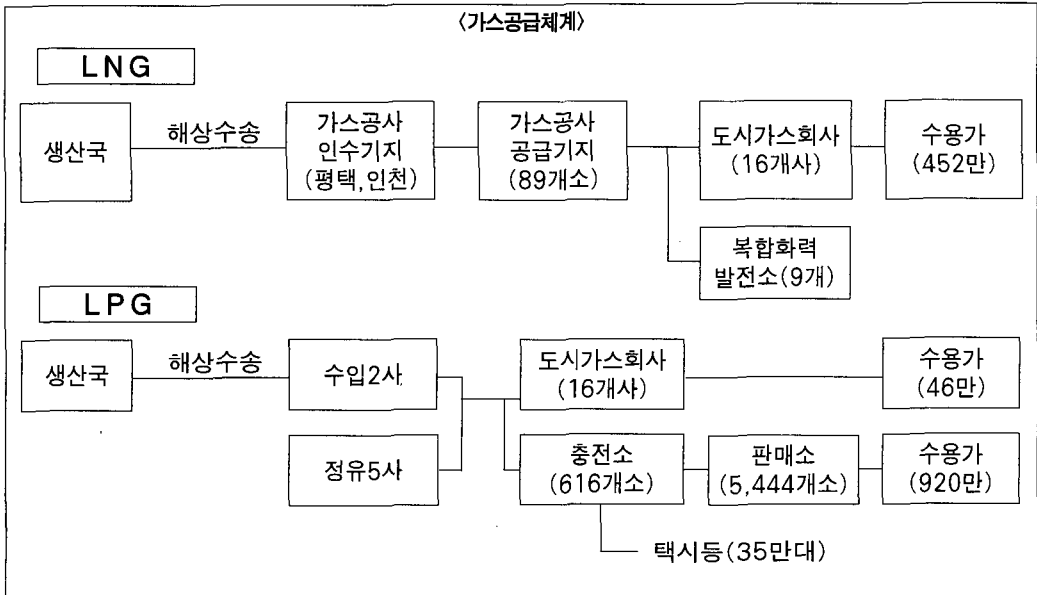 〈가스공급체계〉
LNG
생산국
해상수송
가스공사
인수기지
(평택,인천)
가스공사
공급기지
(89개소)
도시가스회사
(16개사)
수용가
(452만)
복합화력
발전소(9개)
LPG
생산국
해상수송
수입2사
정유5사
도시가스회사
(16개사)
수용가
(46만)
충전소
(616개소)
판매소
(5,444개소)
수용가
(920만)
택시등(35만대)